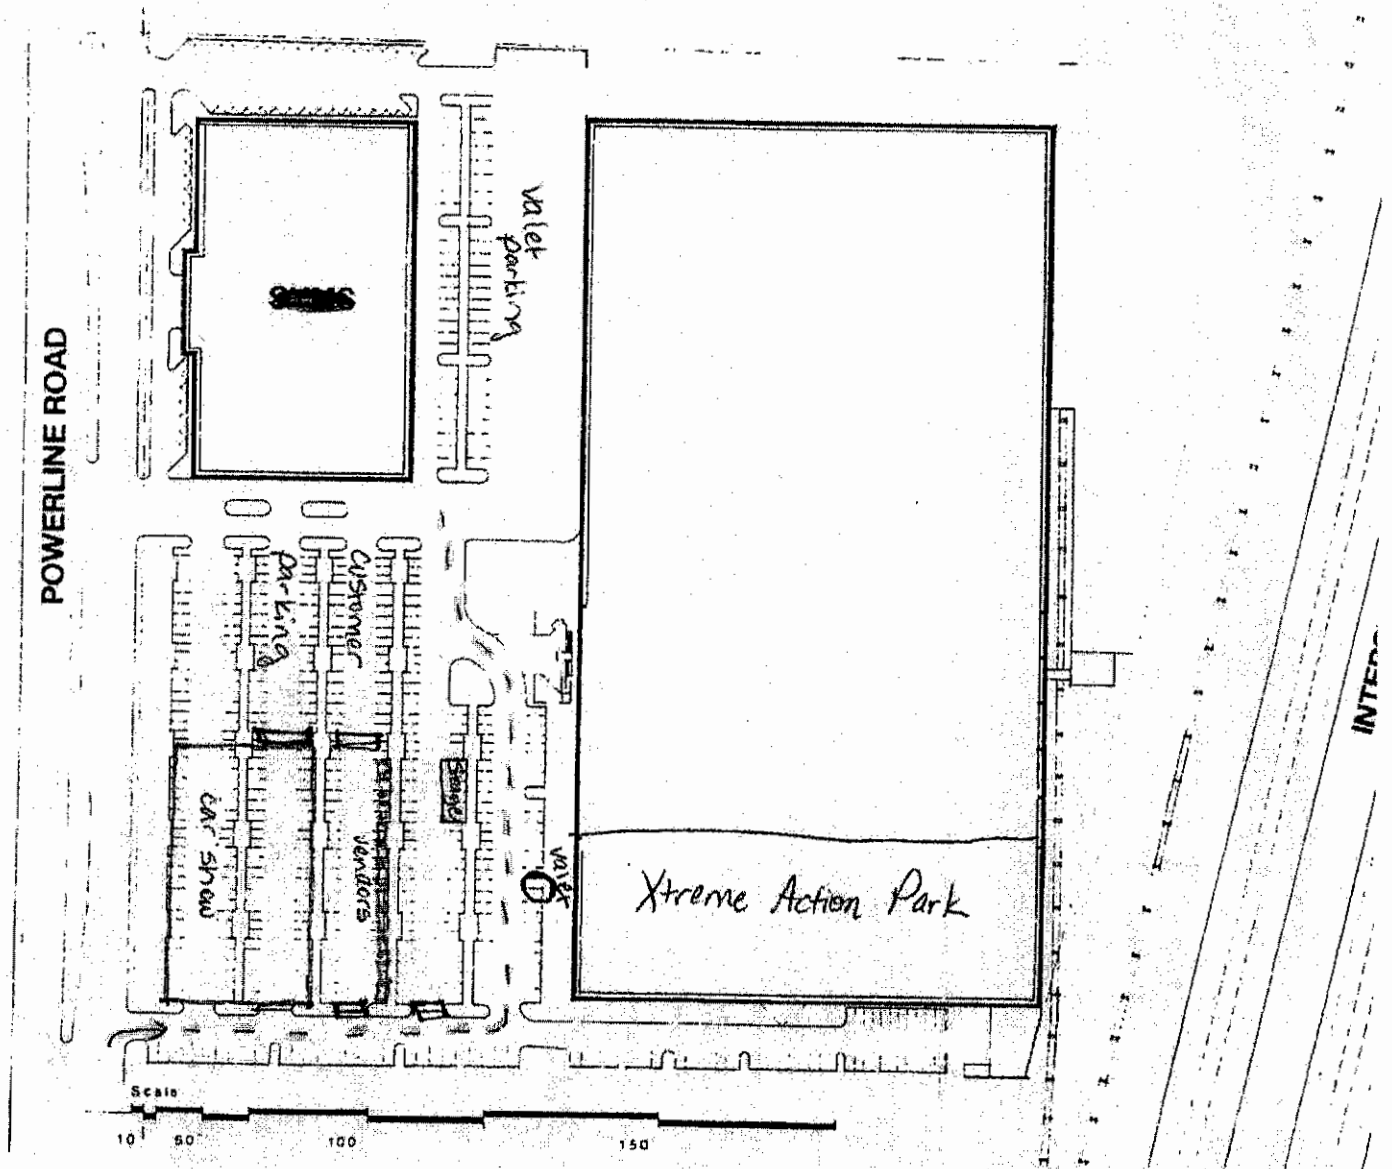 Valet
parking
POWERLINE ROAD
Customer
parking
Stage
car show
vendors
valet
Xtreme Action Park
Scale
10 50 100 150